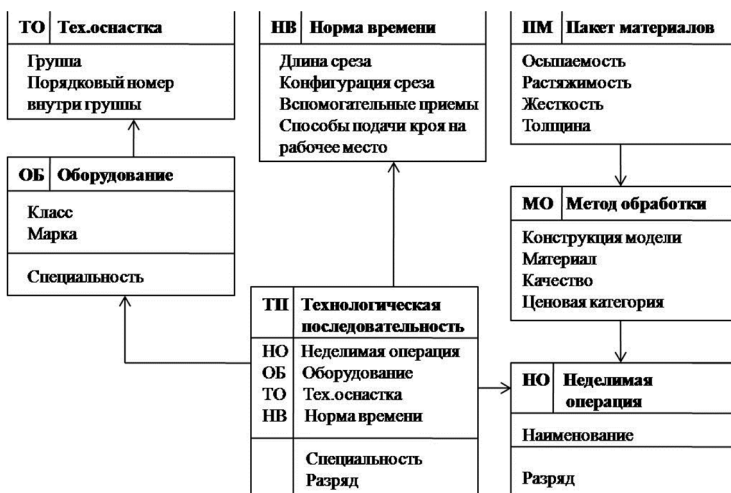 ТО Тех.оснастка
Группа
Порядковый номер
внутри группы
НВ Норма времени
Длина среза
Конфигурация среза
Вспомогательные приемы
Способы подачи кроя на
рабочее место
ПМ Пакет материалов
Осыпаемость
Растяжимость
Жесткость
Толщина
ОБ Оборудование
Класс
Марка
Специальность
МО Метод обработки
Конструкция модели
Материал
Качество
Ценовая категория
ТП Технологическая
последовательность
НО Неделимая операция
ОБ Оборудование
ТО Тех.оснастка
НВ Норма времени
Специальность
Разряд
НО Неделимая
операция
Наименование
Разряд